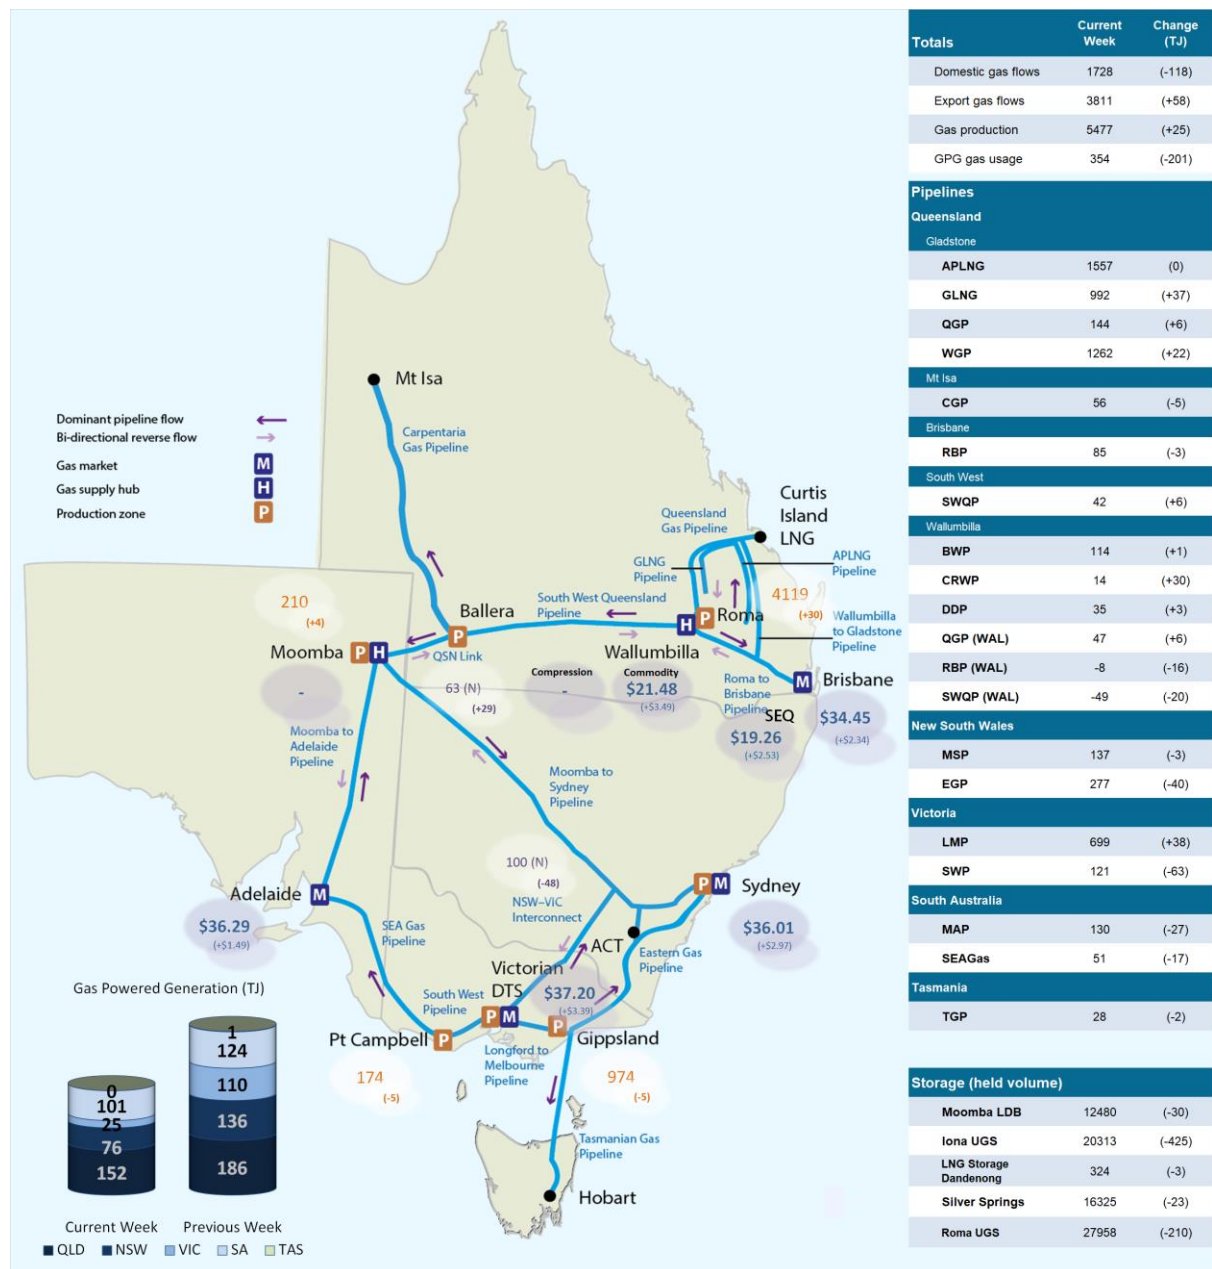 Mt Isa
Dominant pipeline flow
Bi-directional reverse flow
Gas market
M
Gas supply hub
H
Production zone
P
Carpentaria
Gas Pipeline
Curtis
Island
LNG
Queensland
Gas Pipeline
GLNG
Pipeline
APLNG
Pipeline
4119
(+30)
Wallumbilla
to Gladstone
Pipeline
210
(+4)
Ballera
P
South West Queensland
Pipeline
H
P
Roma
Wallumbilla
Moomba
P
H
QSN Link
-
63 (N)
(+29)
Compression
-
Commodity
$21.48
(+$3.49)
Roma to
Brisbane
Pipeline
M
Brisbane
SEQ
$19.26
(+$2.53)
$34.45
(+$2.34)
Moomba to
Adelaide
Pipeline
Moomba to
Sydney
Pipeline
100 (N)
(-48)
NSW–VIC
Interconnect
Adelaide
M
$36.29
(+$1.49)
SEA Gas
Pipeline
P
M
Sydney
$36.01
(+$2.97)
ACT
Eastern Gas
Pipeline
Victorian
DTS
P
M
$37.20
(+$3.39)
South West
Pipeline
Pt Campbell
P
174
(-5)
Longford to
Melbourne
Pipeline
P
Gippsland
974
(-5)
Tasmanian Gas
Pipeline
Hobart
Gas Powered Generation (TJ)
0
101
25
76
152
1
124
110
136
186
Current Week
Previous Week
QLD NSW VIC SA TAS
Totals Current Week Change (TJ)
Domestic gas flows 1728 (-118)
Export gas flows 3811 (+58)
Gas production 5477 (+25)
GPG gas usage 354 (-201)
Pipelines
Queensland
Gladstone
APLNG 1557 (0)
GLNG 992 (+37)
QGP 144 (+6)
WGP 1262 (+22)
Mt Isa
CGP 56 (-5)
Brisbane
RBP 85 (-3)
South West
SWQP 42 (+6)
Wallumbilla
BWP 114 (+1)
CRWP 14 (+30)
DDP 35 (+3)
QGP (WAL) 47 (+6)
RBP (WAL) -8 (-16)
SWQP (WAL) -49 (-20)
New South Wales
MSP 137 (-3)
EGP 277 (-40)
Victoria
LMP 699 (+38)
SWP 121 (-63)
South Australia
MAP 130 (-27)
SEAGas 51 (-17)
Tasmania
TGP 28 (-2)
Storage (held volume)
Moomba LDB 12480 (-30)
Iona UGS 20313 (-425)
LNG Storage
Dandenong 324 (-3)
Silver Springs 16325 (-23)
Roma UGS 27958 (-210)